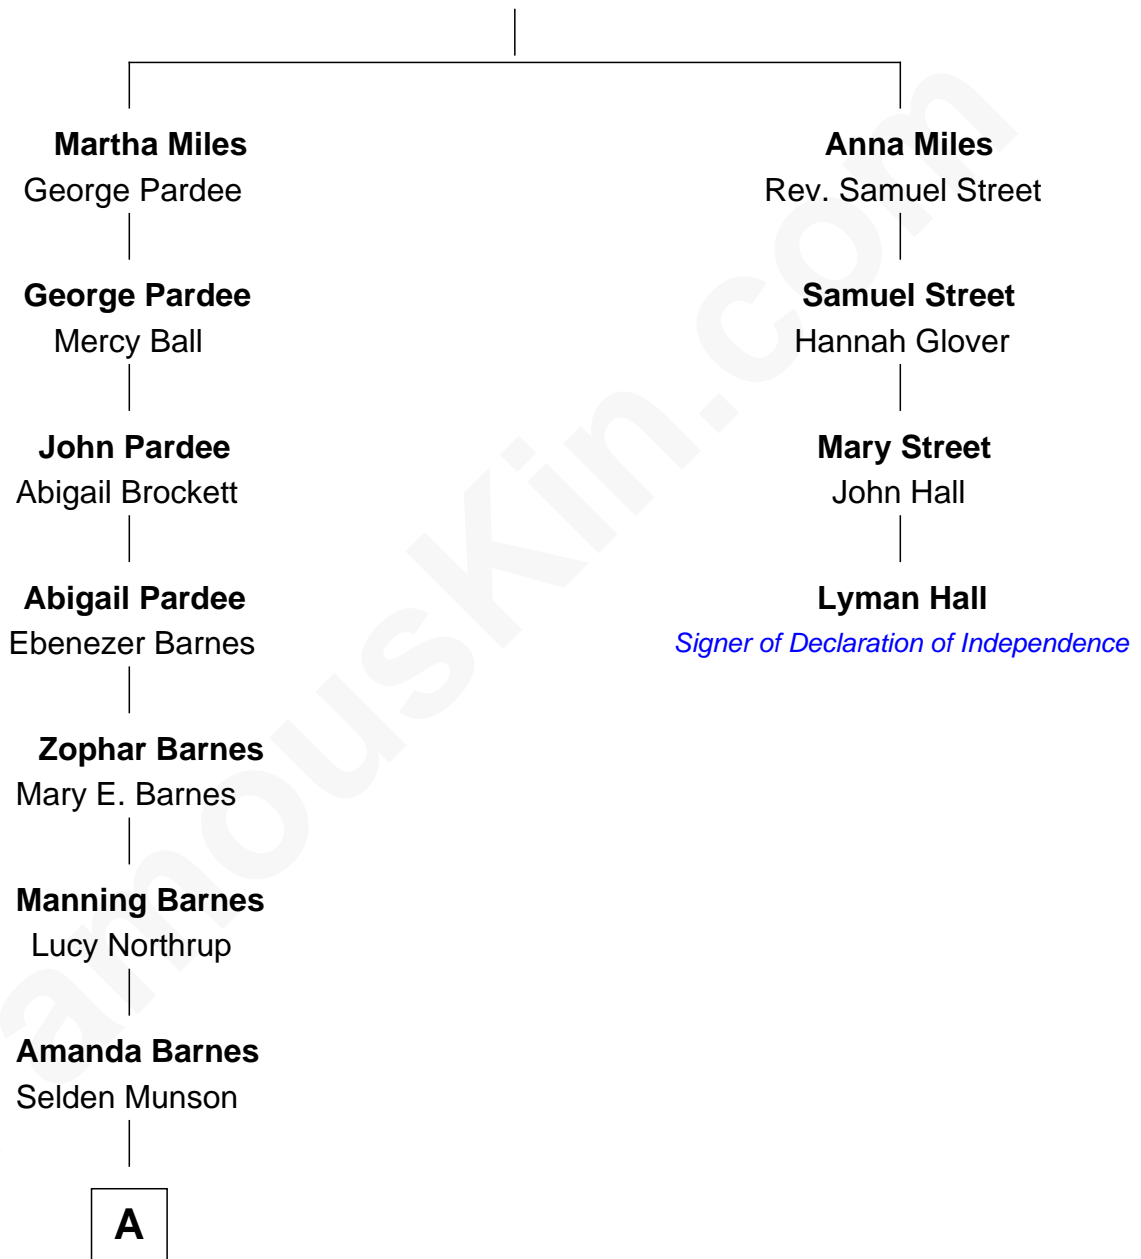 Martha Miles
George Pardee
George Pardee
Mercy Ball
John Pardee
Abigail Brockett
Abigail Pardee
Ebenezer Barnes
Zophar Barnes
Mary E. Barnes
Manning Barnes
Lucy Northrup
Amanda Barnes
Selden Munson
A
Anna Miles
Rev. Samuel Street
Samuel Street
Hannah Glover
Mary Street
John Hall
Lyman Hall
Signer of Declaration of Independence
amousKin.com